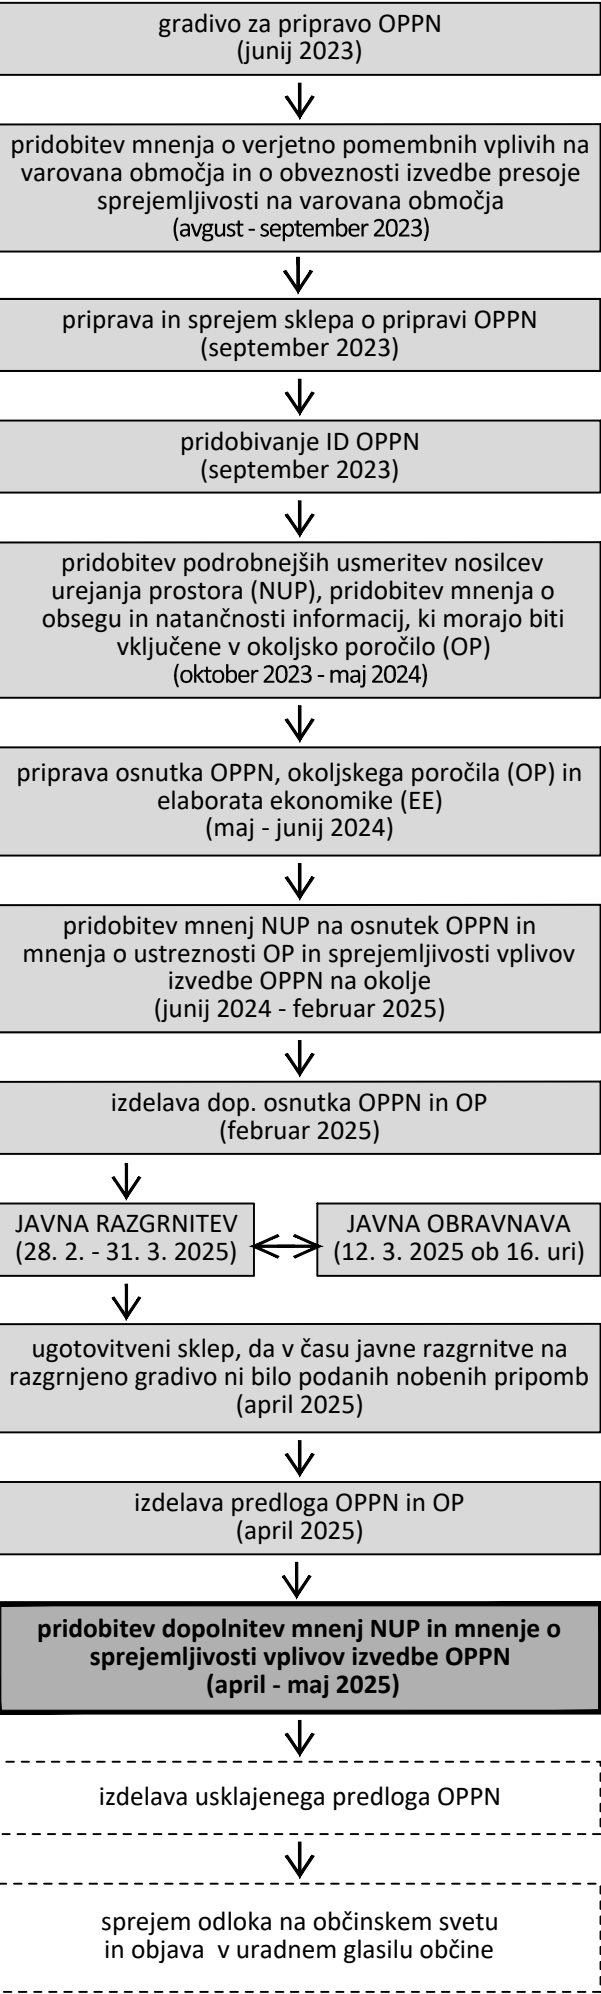 gradivo za pripravo OPPN
(junij 2023)
pridobitev mnenja o verjetno pomembnih vplivih na
varovana območja in o obveznosti izvedbe presoje
sprejemljivosti na varovana območja
(avgust - september 2023)
priprava in sprejem sklepa o pripravi OPPN
(september 2023)
pridobivanje ID OPPN
(september 2023)
pridobitev podrobnejših usmeritev nosilcev
urejanja prostora (NUP), pridobitev mnenja o
obsegu in natančnosti informacij, ki morajo biti
vključene v okoljsko poročilo (OP)
(oktober 2023 - maj 2024)
priprava osnutka OPPN, okoljskega poročila (OP) in
elaborata ekonomike (EE)
(maj - junij 2024)
pridobitev mnenj NUP na osnutek OPPN in
mnenja o ustreznosti OP in sprejemljivosti vplivov
izvedbe OPPN na okolje
(junij 2024 - februar 2025)
izdelava dop. osnutka OPPN in OP
(februar 2025)
JAVNA RAZGRNITEV
(28. 2. - 31. 3. 2025)
JAVNA OBRAVNAVA
(12. 3. 2025 ob 16. uri)
ugotovitveni sklep, da v času javne razgrnitve na
razgrnjeno gradivo ni bilo podanih nobenih pripomb
(april 2025)
izdelava predloga OPPN in OP
(april 2025)
pridobitev dopolnitev mnenj NUP in mnenje o
sprejemljivosti vplivov izvedbe OPPN
(april - maj 2025)
izdelava usklajenega predloga OPPN
sprejem odloka na občinskem svetu
in objava v uradnem glasilu občine